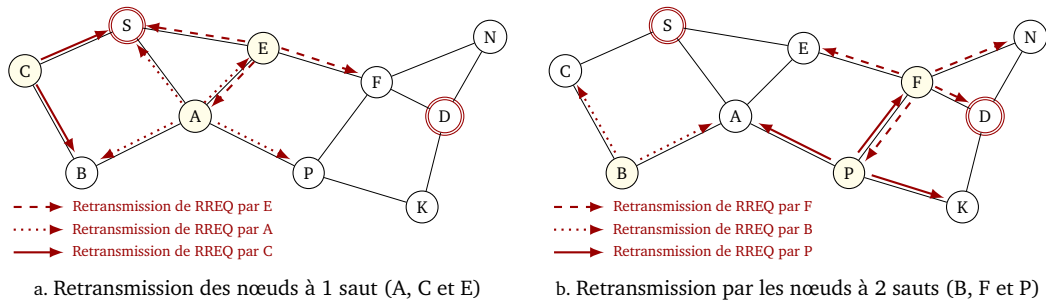 S
E
N
C
F
A
D
B
P
K
Retransmission de RREQ par E
Retransmission de RREQ par A
Retransmission de RREQ par C
a. Retransmission des nœuds à 1 saut (A, C et E)
S
E
N
C
F
A
D
B
P
K
Retransmission de RREQ par F
Retransmission de RREQ par B
Retransmission de RREQ par P
b. Retransmission par les nœuds à 2 sauts (B, F et P)